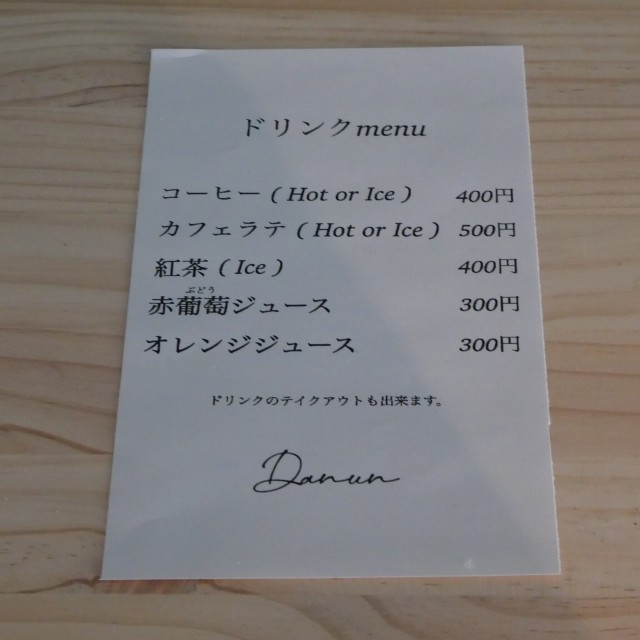 ドリンクmenu
コーヒー ( Hot or Ice ) 400円
カフェラテ ( Hot or Ice ) 500円
紅茶 ( Ice ) 400円
ぶどう
赤葡萄ジュース 300円
オレンジジュース 300円
ドリンクのテイクアウトも出来ます。
Danun